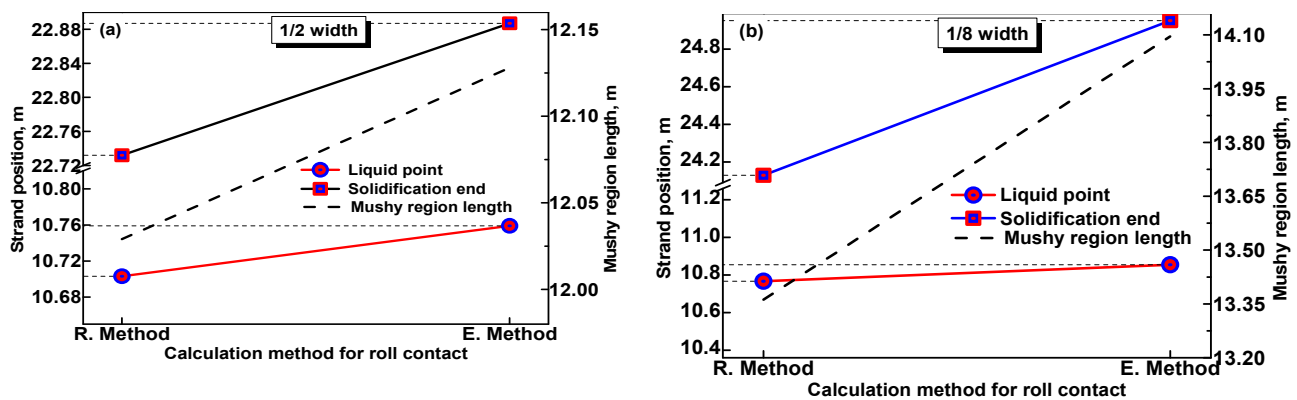 (a)
1/2 width
Strand position, m
22.88
22.84
22.80
22.76
22.72
10.80
10.76
10.72
10.68
Liquid point
Solidification end
Mushy region length
12.15
12.10
12.05
12.00
Mushy region length, m
R. Method
E. Method
Calculation method for roll contact
(b)
1/8 width
Strand position, m
24.8
24.6
24.4
24.2
11.2
11.0
10.8
10.6
10.4
Liquid point
Solidification end
Mushy region length
14.10
13.95
13.80
13.65
13.50
13.35
13.20
Mushy region length, m
R. Method
E. Method
Calculation method for roll contact